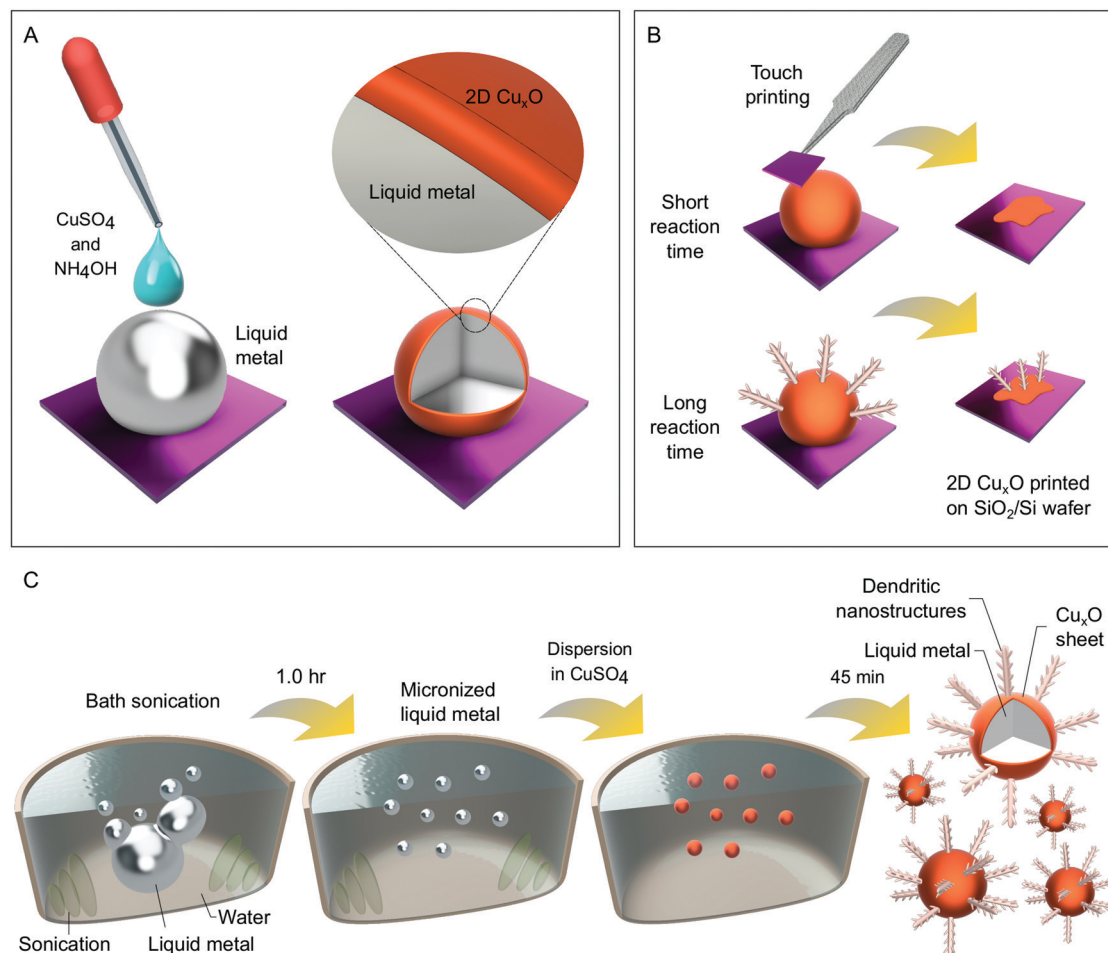 A
CuSO₄
and
NH₄OH
Liquid
metal
2D CuₓO
Liquid metal
B
Touch
printing
Short
reaction
time
Long
reaction
time
2D CuₓO printed
on SiO₂/Si wafer
C
Bath sonication
1.0 hr
Micronized
liquid metal
Dispersion
in CuSO₄
45 min
Dendritic
nanostructures
Liquid metal
CuₓO
sheet
Water
Sonication
Liquid metal